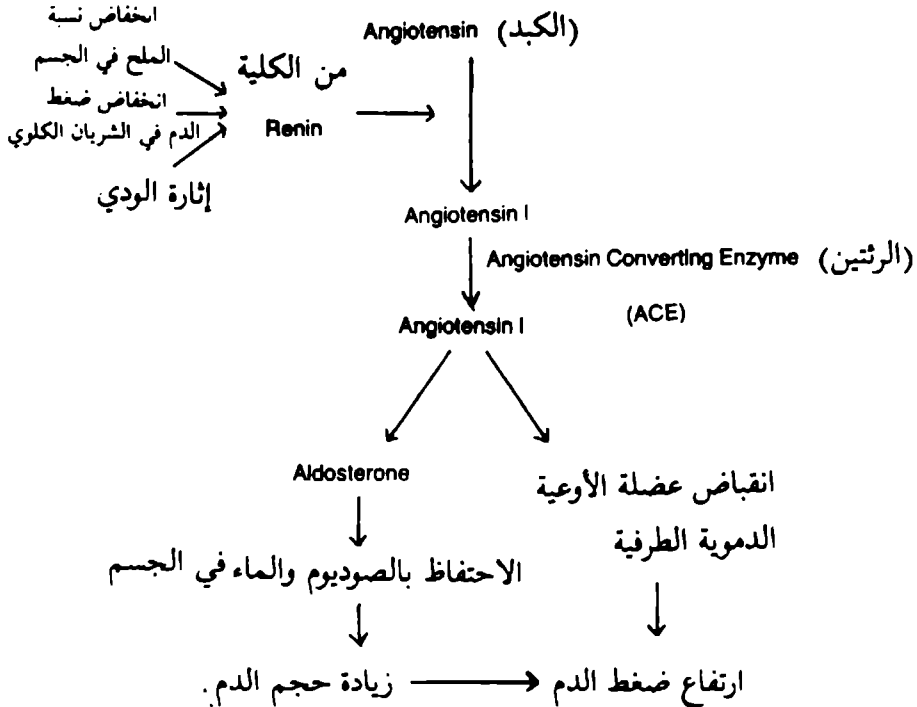 انخفاض نسبة
الملح في الجسم
انخفاض ضغط
الدم في الشريان الكلوي
إثارة الودي
من الكلية
Renin
Angiotensin (الكبد)
Angiotensin I
Angiotensin Converting Enzyme (الرئتين)
(ACE)
Angiotensin I
Aldosterone
الاحتفاظ بالصوديوم والماء في الجسم
زيادة حجم الدم.
انقباض عضلة الأوعية
الدموية الطرفية
ارتفاع ضغط الدم